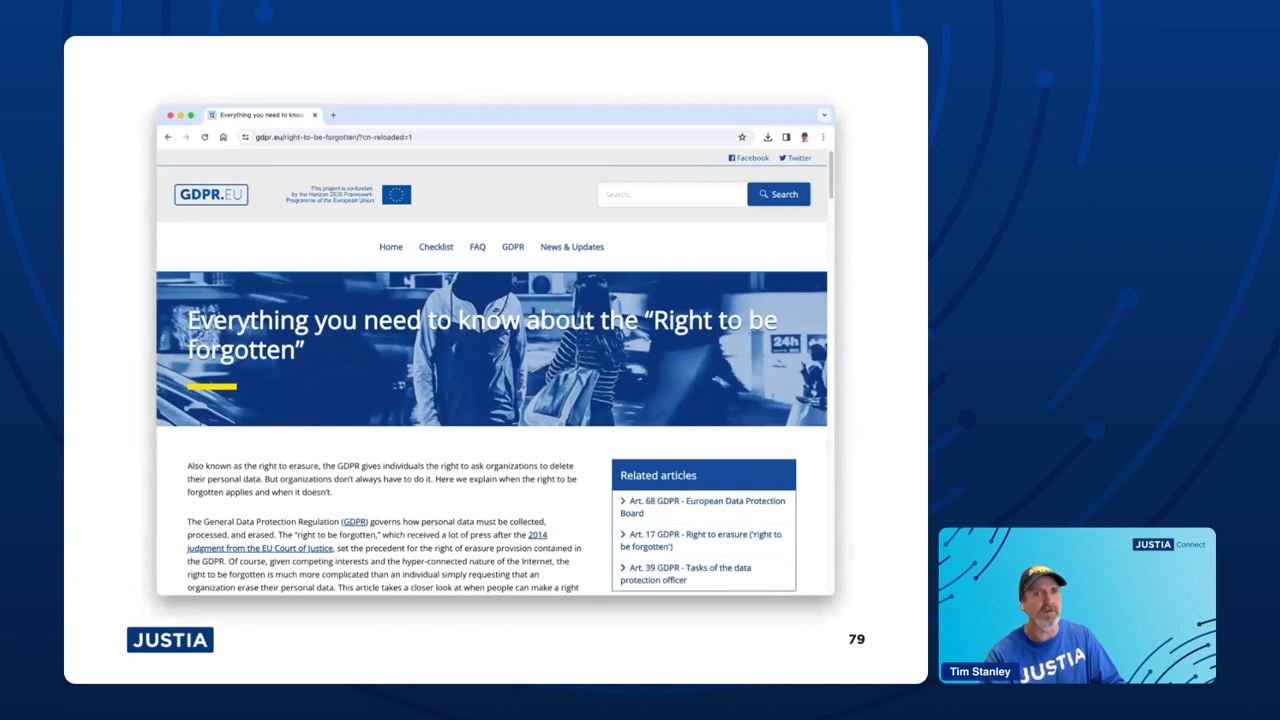 Everything you need to know
gdpr.eu/right-to-be-forgotten/?cn-reloaded=1
Facebook Twitter
GDPR.EU
This project is co-funded
by the Horizon 2020 Framework
Programme of the European Union
Search...
Search
Home Checklist FAQ GDPR News & Updates
Everything you need to know about the “Right to be
forgotten”
24h
Also known as the right to erasure, the GDPR gives individuals the right to ask organizations to delete
their personal data. But organizations don’t always have to do it. Here we explain when the right to be
forgotten applies and when it doesn’t.
The General Data Protection Regulation (GDPR) governs how personal data must be collected,
processed, and erased. The “right to be forgotten,” which received a lot of press after the 2014
judgment from the EU Court of Justice, set the precedent for the right of erasure provision contained in
the GDPR. Of course, given competing interests and the hyper-connected nature of the Internet, the
right to be forgotten is much more complicated than an individual simply requesting that an
organization erase their personal data. This article takes a closer look at when people can make a right
Related articles
Art. 68 GDPR - European Data Protection
Board
Art. 17 GDPR - Right to erasure ('right to
be forgotten')
Art. 39 GDPR - Tasks of the data
protection officer
JUSTIA
79
JUSTIA Connect
JUSTIA
Tim Stanley